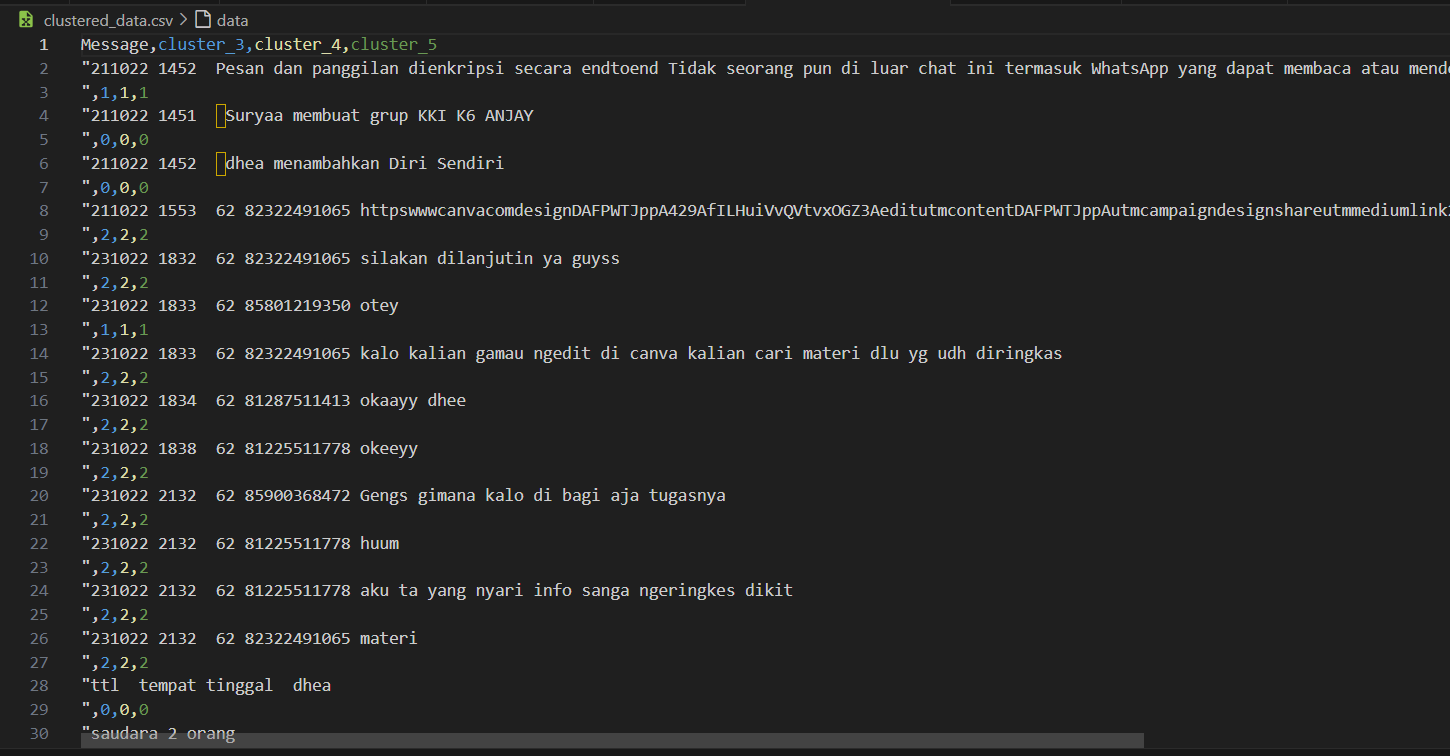 clustered_data.csv > data
1 Message,cluster_3,cluster_4,cluster_5
2 "211022 1452  Pesan dan panggilan dienkripsi secara endtoend Tidak seorang pun di luar chat ini termasuk WhatsApp yang dapat membaca atau mend
3 ",1,1,1
4 "211022 1451  Suryaa membuat grup KKI K6 ANJAY
5 ",0,0,0
6 "211022 1452  dhea menambahkan Diri Sendiri
7 ",0,0,0
8 "211022 1553  62 82322491065 httpswwwcanvacomdesignDAFPWTJppA429AfILHuiVvQVtvxOGZ3AeditutmcontentDAFPWTJppAutmcampaigndesignshareutmmediumlink
9 ",2,2,2
10 "231022 1832  62 82322491065 silakan dilanjutin ya guyss
11 ",2,2,2
12 "231022 1833  62 85801219350 otey
13 ",1,1,1
14 "231022 1833  62 82322491065 kalo kalian gamau ngedit di canva kalian cari materi dlu yg udh diringkas
15 ",2,2,2
16 "231022 1834  62 81287511413 okaayy dhee
17 ",2,2,2
18 "231022 1838  62 81225511778 okeeyy
19 ",2,2,2
20 "231022 2132  62 85900368472 Gengs gimana kalo di bagi aja tugasnya
21 ",2,2,2
22 "231022 2132  62 81225511778 huum
23 ",2,2,2
24 "231022 2132  62 81225511778 aku ta yang nyari info sanga ngeringkes dikit
25 ",2,2,2
26 "231022 2132  62 82322491065 materi
27 ",2,2,2
28 "ttl  tempat tinggal  dhea
29 ",0,0,0
30 "saudara 2 orang